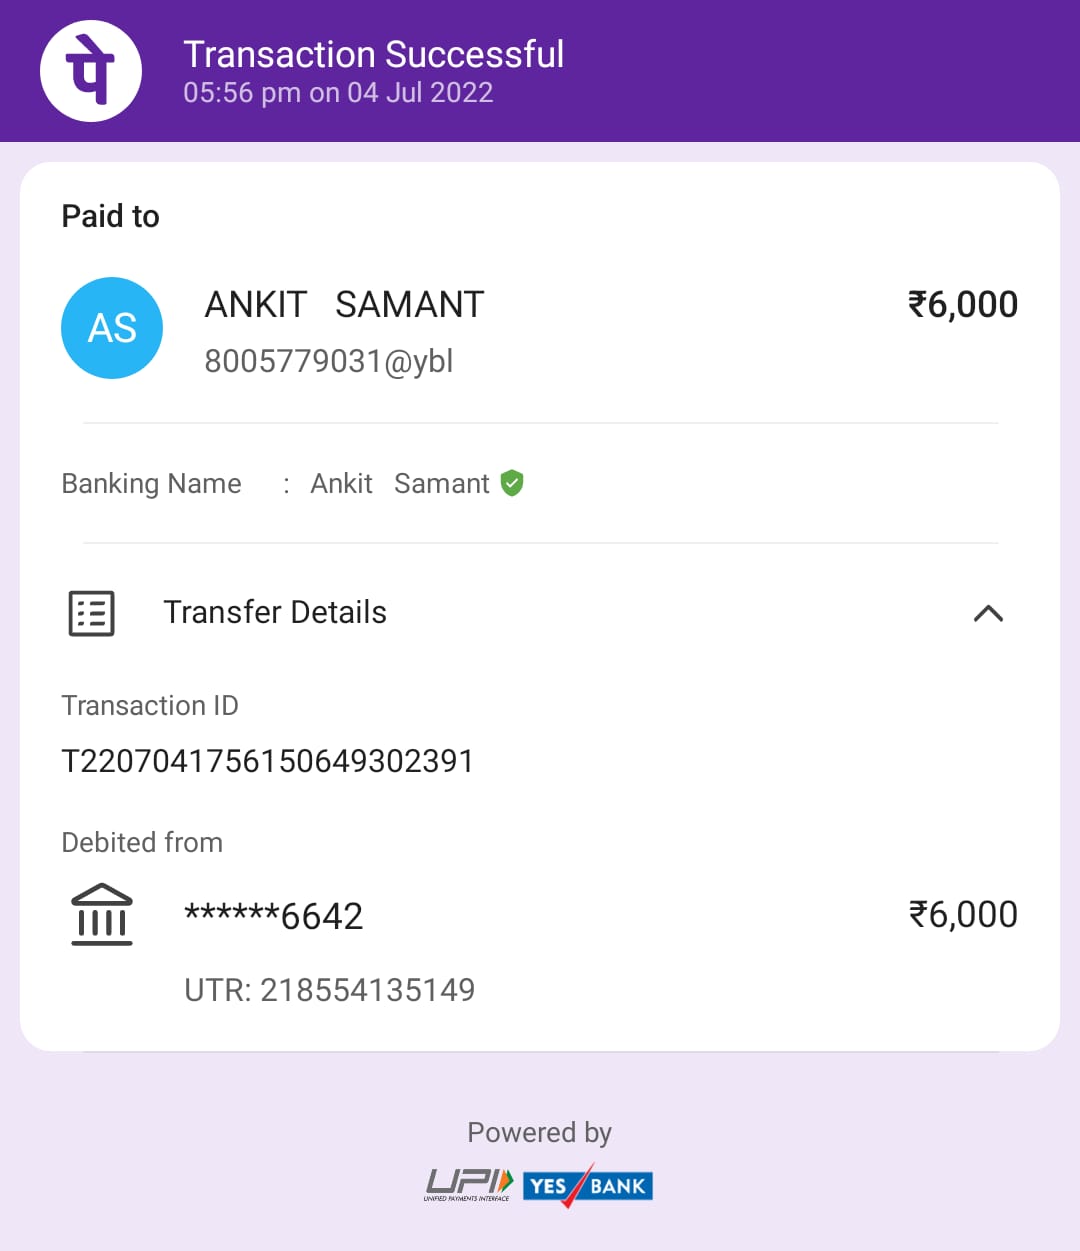 पे
Transaction Successful
05:56 pm on 04 Jul 2022
Paid to
AS
ANKIT SAMANT
₹6,000
8005779031@ybl
Banking Name : Ankit Samant
Transfer Details
Transaction ID
T2207041756150649302391
Debited from
******6642
₹6,000
UTR: 218554135149
Powered by
UPI YES BANK
UNIFIED PAYMENTS INTERFACE